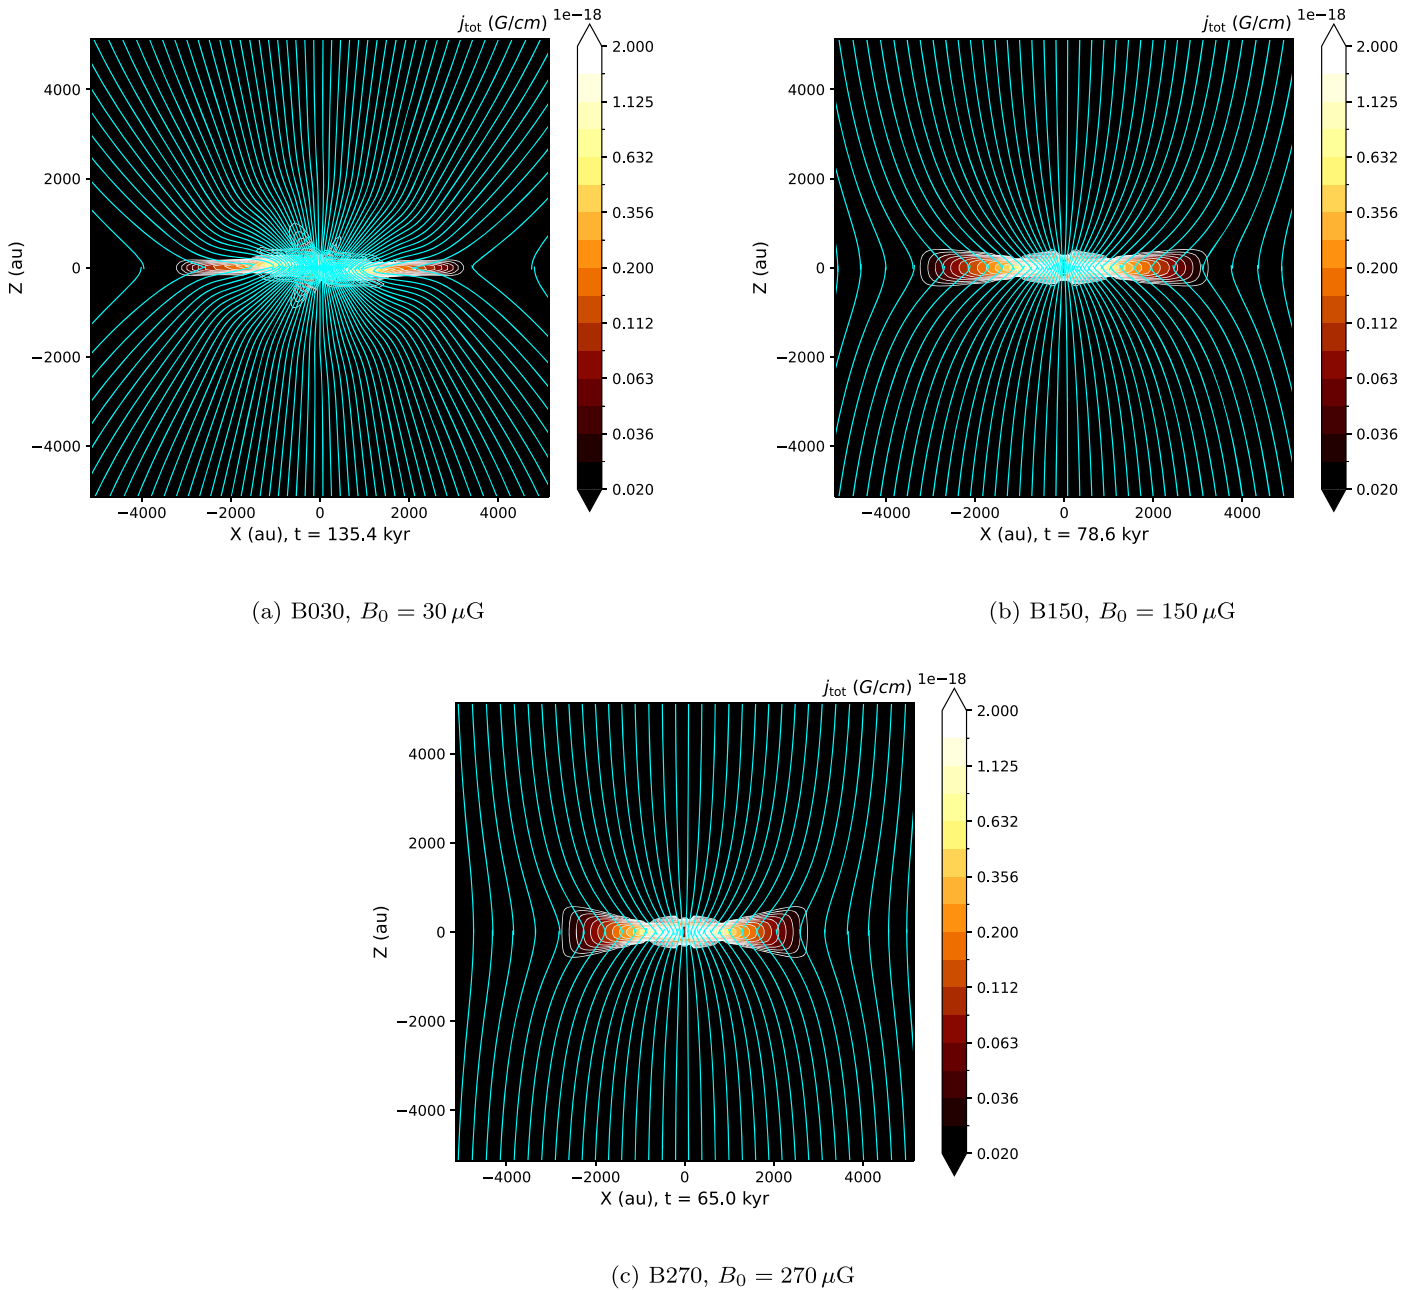 j_tot (G/cm) 1e−18
2.000
1.125
0.632
0.356
0.200
0.112
0.063
0.036
0.020
4000
2000
0
−2000
−4000
Z (au)
−4000 −2000 0 2000 4000
X (au), t = 135.4 kyr
(a) B030, B₀ = 30 μG
j_tot (G/cm) 1e−18
2.000
1.125
0.632
0.356
0.200
0.112
0.063
0.036
0.020
4000
2000
0
−2000
−4000
Z (au)
−4000 −2000 0 2000 4000
X (au), t = 78.6 kyr
(b) B150, B₀ = 150 μG
j_tot (G/cm) 1e−18
2.000
1.125
0.632
0.356
0.200
0.112
0.063
0.036
0.020
4000
2000
0
−2000
−4000
Z (au)
−4000 −2000 0 2000 4000
X (au), t = 65.0 kyr
(c) B270, B₀ = 270 μG